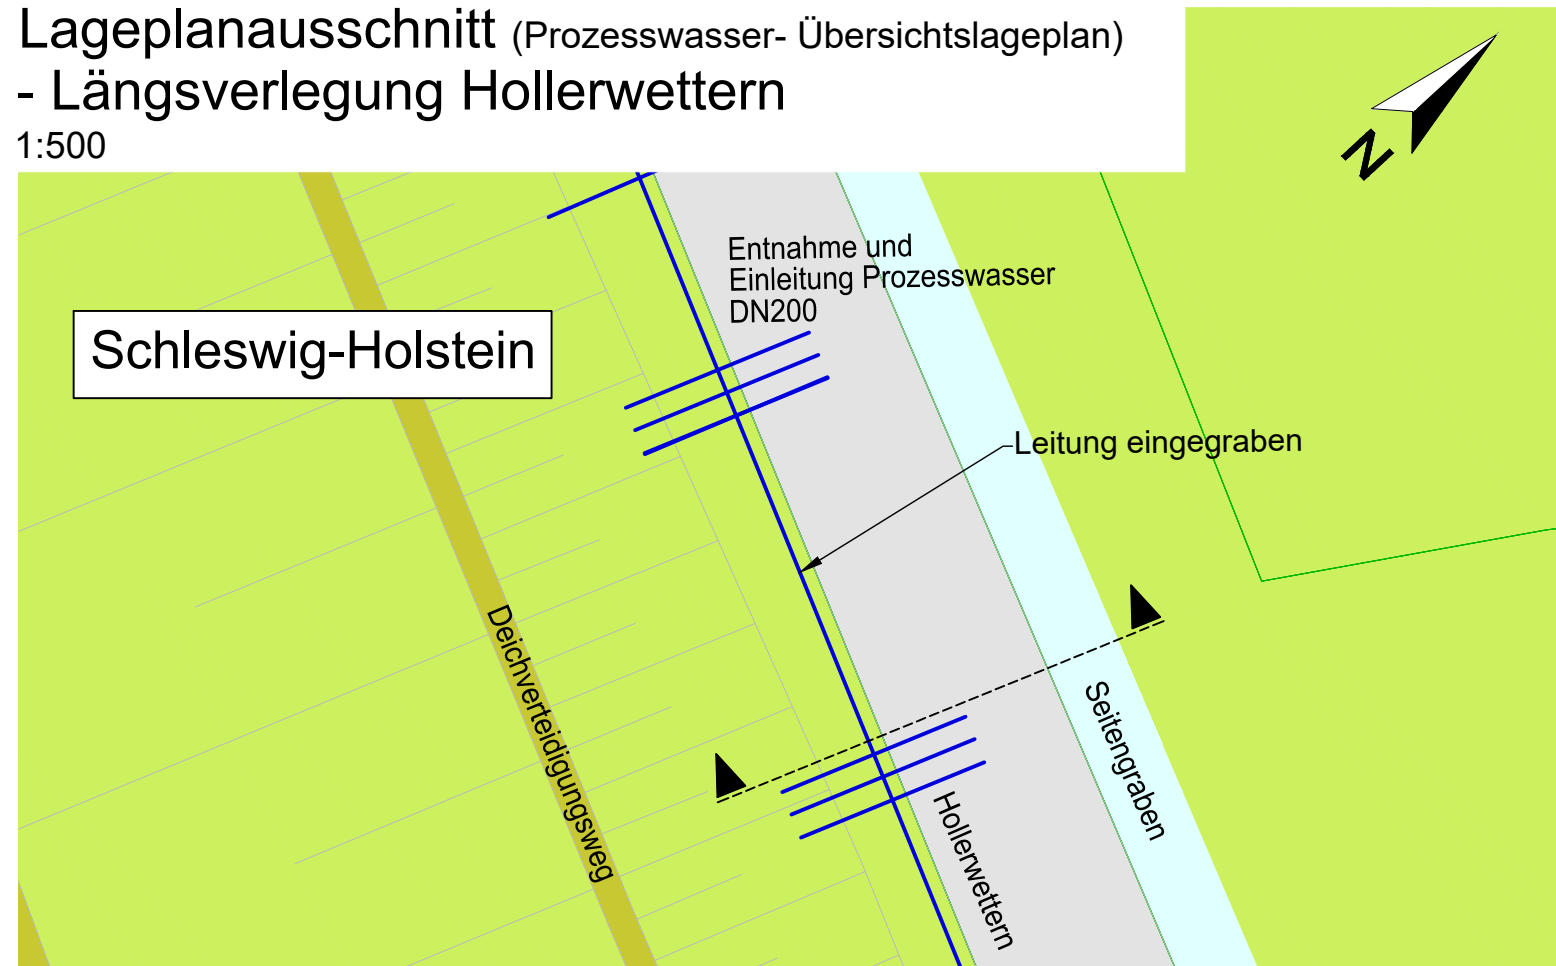 Lageplanausschnitt (Prozesswasser- Übersichtslageplan)
- Längsverlegung Hollerwettern
1:500
N
Entnahme und
Einleitung Prozesswasser
DN200
Schleswig-Holstein
Leitung eingegraben
Deichverteidigungsweg
Seitengraben
Hollerwettern